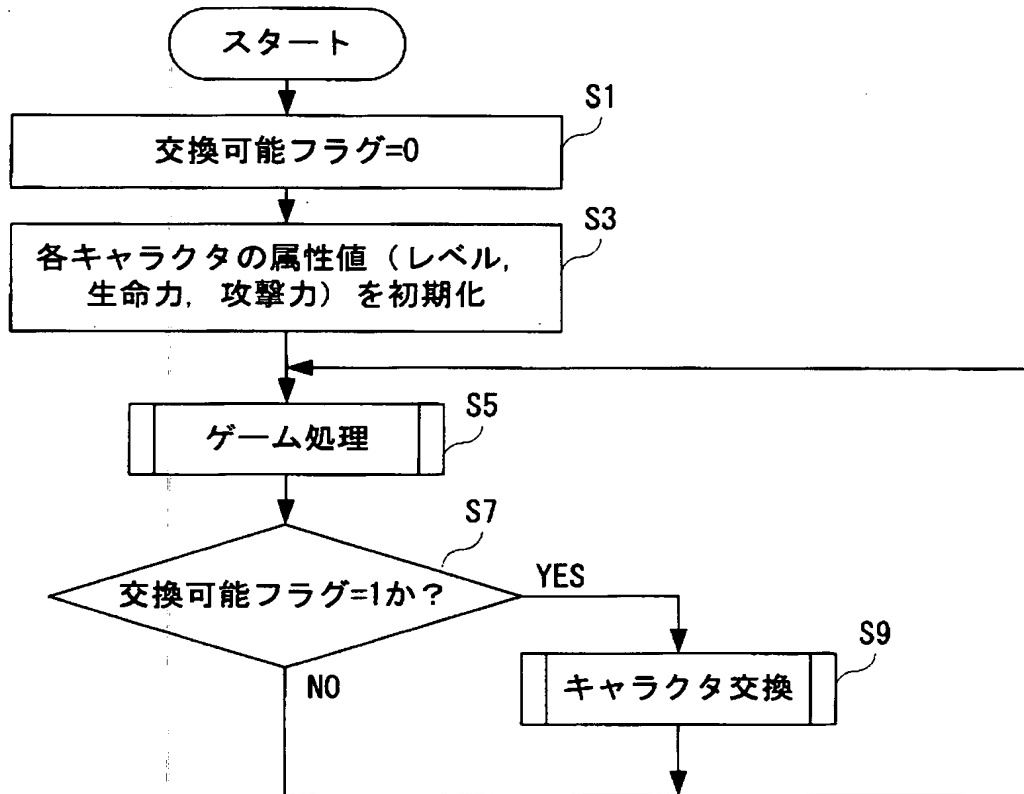 スタート
S1
交換可能フラグ=0
S3
各キャラクタの属性値（レベル,
生命力, 攻撃力）を初期化
S5
ゲーム処理
S7
交換可能フラグ=1か？
YES
S9
キャラクタ交換
NO